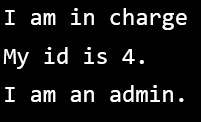 I am in charge
My id is 4.
I am an admin.